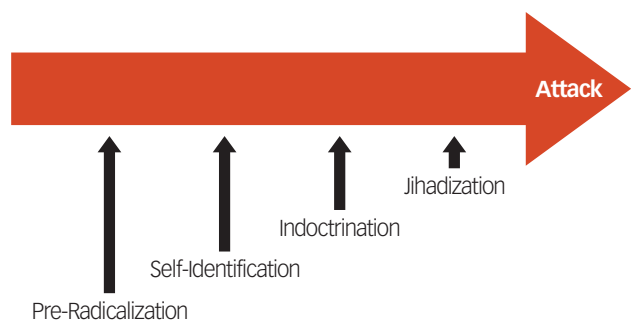 Attack
Jihadization
Indoctrination
Self-Identification
Pre-Radicalization